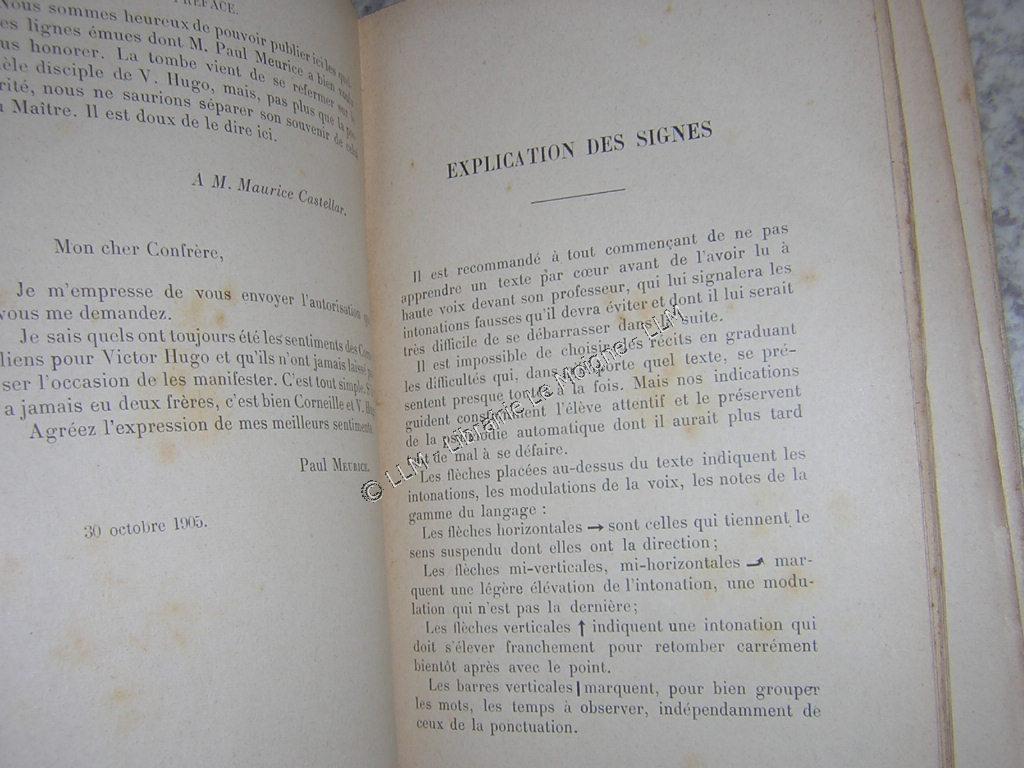 PRÉFACE.
Nous sommes heureux de pouvoir publier ici les
es lignes émues dont M. Paul Meurice a bien voulu
us honorer. La tombe vient de se refermer sur le
èle disciple de V. Hugo, mais, pas plus que la
rité, nous ne saurions séparer son souvenir de celui
u Maître. Il est doux de le dire ici.
A M. Maurice Castellar.
Mon cher Confrère,
Je m'empresse de vous envoyer l'autorisation que
vous me demandez.
Je sais quels ont toujours été les sentiments des
liens pour Victor Hugo et qu'ils n'ont jamais laissé
ser l'occasion de les manifester. C'est tout simple. S'il
a jamais eu deux frères, c'est bien Corneille et V.
Agréez l'expression de mes meilleurs sentiments
Paul MEURICE.
30 octobre 1905.
EXPLICATION DES SIGNES
Il est recommandé à tout commençant de ne pas
apprendre un texte par cœur avant de l'avoir lu à
haute voix devant son professeur, qui lui signalera les
intonations fausses qu'il devra éviter et dont il lui serait
très difficile de se débarrasser dans la suite.
Il est impossible de choisir des récits en graduant
les difficultés qui, dans n'importe quel texte, se pré-
sentent presque toutes à la fois. Mais nos indications
guident constamment l'élève attentif et le préservent
de la psalmodie automatique dont il aurait plus tard
tant de mal à se défaire.
Les flèches placées au-dessus du texte indiquent les
intonations, les modulations de la voix, les notes de la
gamme du langage :
Les flèches horizontales → sont celles qui tiennent le
sens suspendu dont elles ont la direction ;
Les flèches mi-verticales, mi-horizontales mar-
quent une légère élévation de l'intonation, une modu-
lation qui n'est pas la dernière ;
Les flèches verticales ↑ indiquent une intonation qui
doit s'élever franchement pour retomber carrément
bientôt après avec le point.
Les barres verticales | marquent, pour bien grouper
les mots, les temps à observer, indépendamment de
ceux de la ponctuation.
© LLM - Librairie Le Moigne - LLM